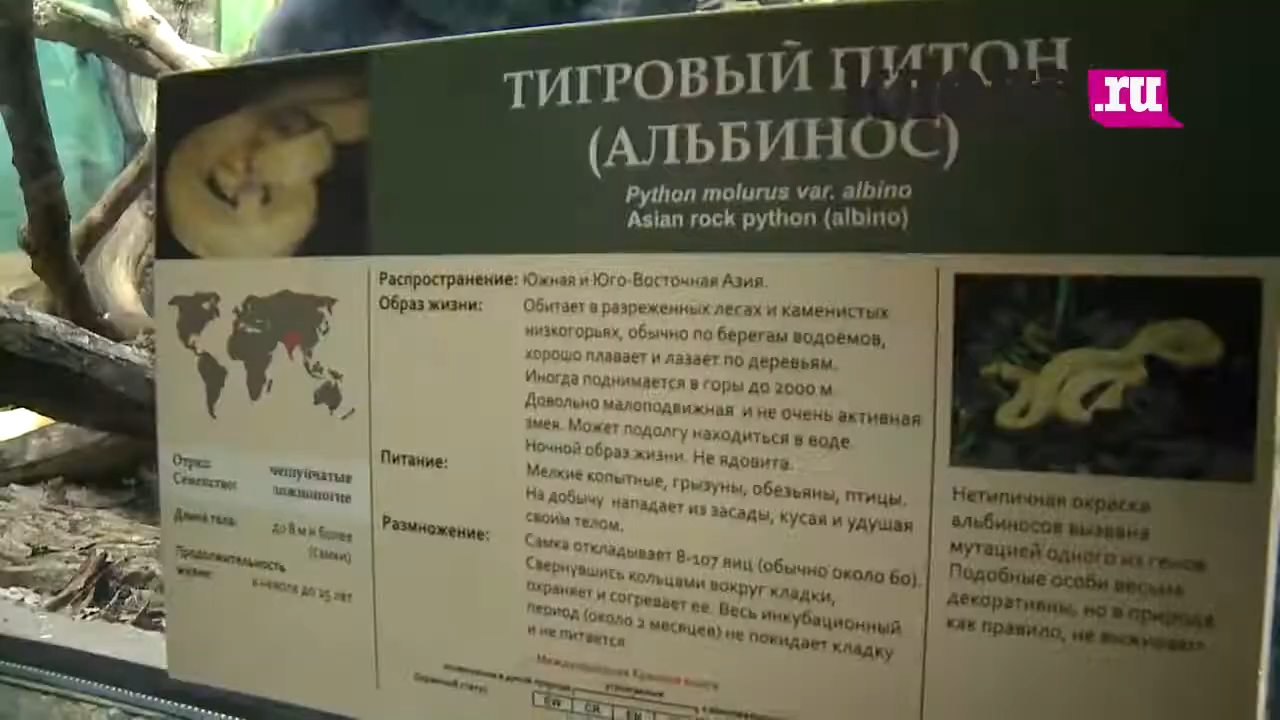 ТИГРОВЫЙ ПИТОН
.ru
(АЛЬБИНОС)
Python molurus var. albino
Asian rock python (albino)
Распространение: Южная и Юго-Восточная Азия.
Образ жизни: Обитает в разреженных лесах и каменистых
низкогорьях, обычно по берегам водоёмов,
хорошо плавает и лазает по деревьям.
Иногда поднимается в горы до 2000 м.
Довольно малоподвижная и не очень активная
змея. Может подолгу находиться в воде.
Ночной образ жизни. Не ядовита.
Питание: Мелкие копытные, грызуны, обезьяны, птицы.
На добычу нападает из засады, кусая и удушая
своим телом.
Размножение: Самка откладывает 8-107 яиц (обычно около 60).
Свернувшись кольцами вокруг кладки,
охраняет и согревает ее. Весь инкубационный
период (около 2 месяцев) не покидает кладку
и не питается
Отряд: чешуйчатые
Семейство: ложноногие
Длина тела: до 8 м и более
(самки)
Продолжительность
жизни: в неволе до 25 лет
Нетипичная окраска
альбиносов вызвана
мутацией одного из генов
Подобные особи весьма
декоративны, но в природе
как правило, не выживают
Международная Красная книга
EW CR EN